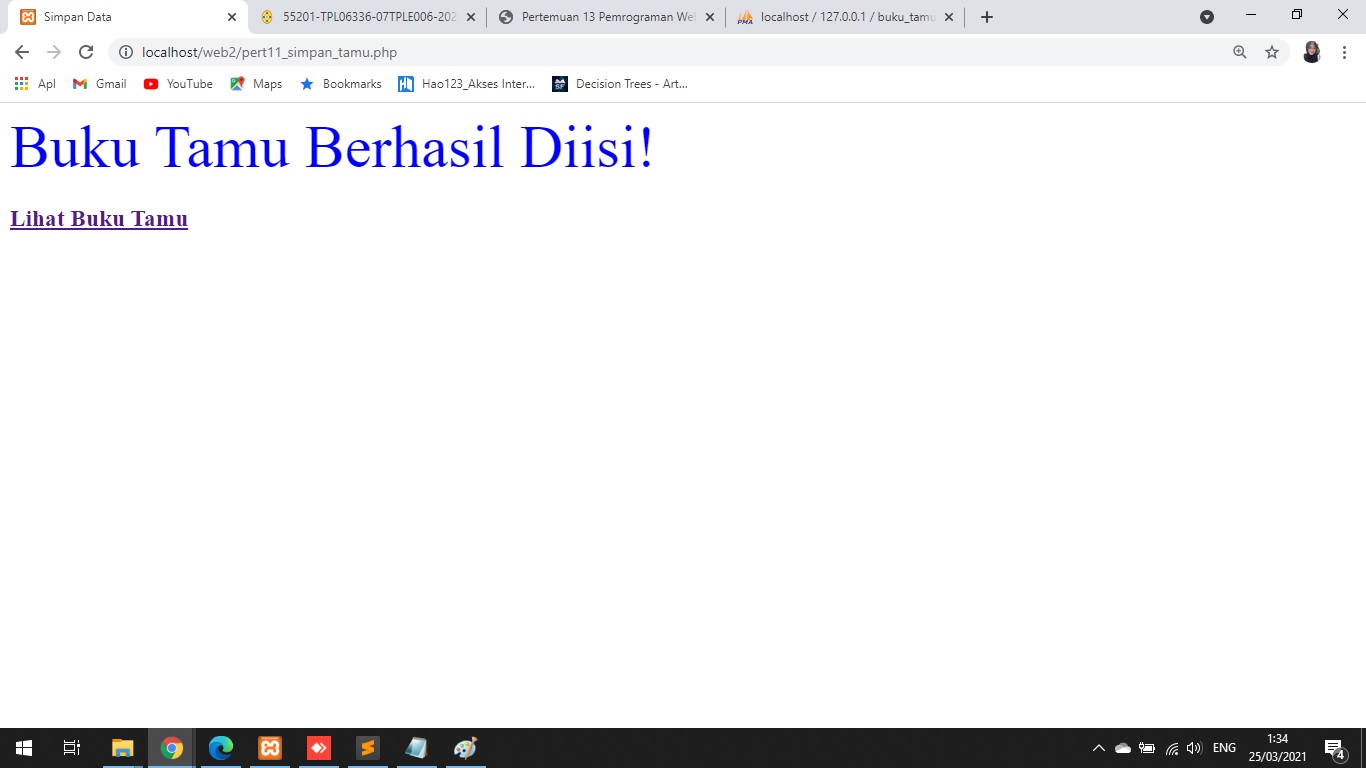 Simpan Data
55201-TPL06336-07TPLE006-202
Pertemuan 13 Pemrograman We
localhost / 127.0.0.1 / buku_tamu
localhost/web2/pert11_simpan_tamu.php
Apl
Gmail
YouTube
Maps
Bookmarks
Hao123_Akses Inter...
Decision Trees - Art...
Buku Tamu Berhasil Diisi!
Lihat Buku Tamu
ENG
1:34
25/03/2021
4